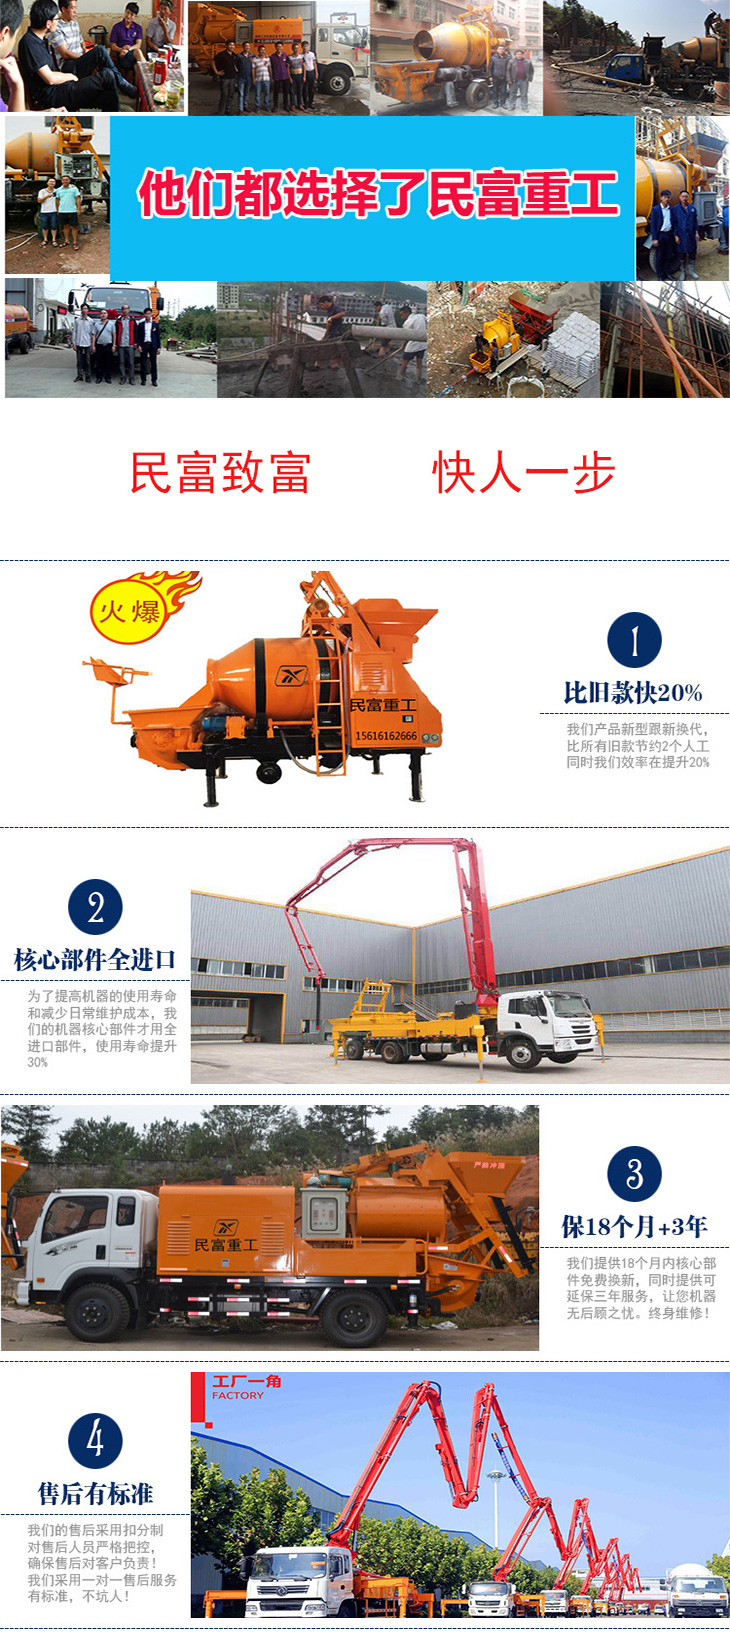 他们都选择了民富重工
民富致富 快人一步
火爆
民富重工
15616162666
1
比旧款快20%
我们产品新型跟新换代，
比所有旧款节约2个人工
同时我们效率在提升20%
2
核心部件全进口
为了提高机器的使用寿命
和减少日常维护成本，我
们的机器核心部件才用全
进口部件，使用寿命提升
30%
民富重工
严禁冲拥
3
保18个月+3年
我们提供18个月内核心部
件免费换新，同时提供可
延保三年服务，让您机器
无后顾之忧。终身维修！
工厂一角
FACTORY
4
售后有标准
我们的售后采用扣分制
对售后人员严格把控，
确保售后对客户负责！
我们采用一对一售后服务
有标准，不坑人！